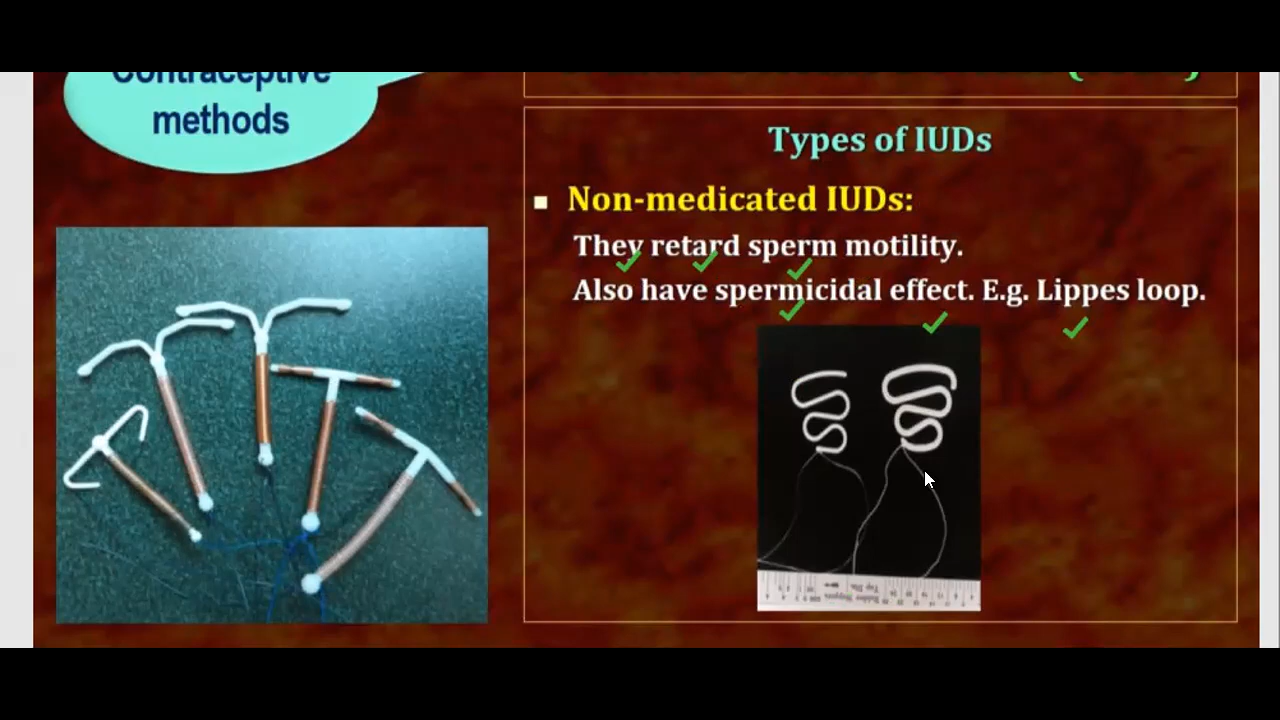 Contraceptive
methods
Types of IUDs
Non-medicated IUDs:
They retard sperm motility.
Also have spermicidal effect. E.g. Lippes loop.